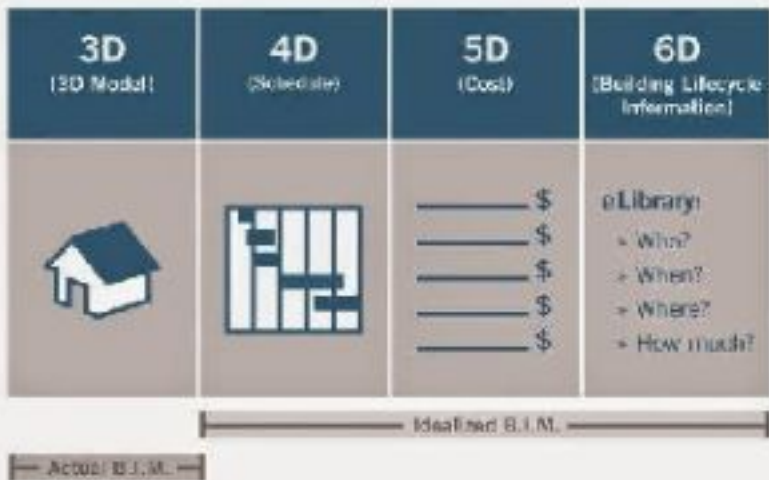 3D
(3D Model)
4D
(Schedule)
5D
(Cost)
6D
(Building Lifecycle
Information)
$
$
$
$
$
eLibrary:
» Who?
» When?
» Where?
» How much?
Idealized B.I.M.
Actual B.I.M.